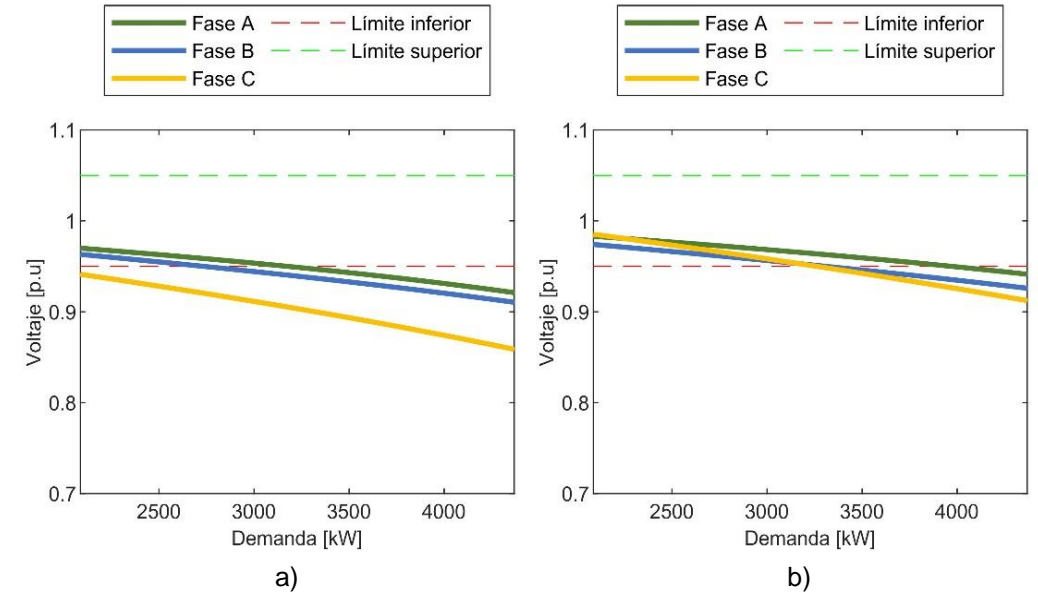 Fase A
Límite inferior
Fase B
Límite superior
Fase C
1.1
1
0.9
0.8
0.7
Voltaje [p.u]
2500 3000 3500 4000
Demanda [kW]
a)
Fase A
Límite inferior
Fase B
Límite superior
Fase C
1.1
1
0.9
0.8
0.7
Voltaje [p.u]
2500 3000 3500 4000
Demanda [kW]
b)